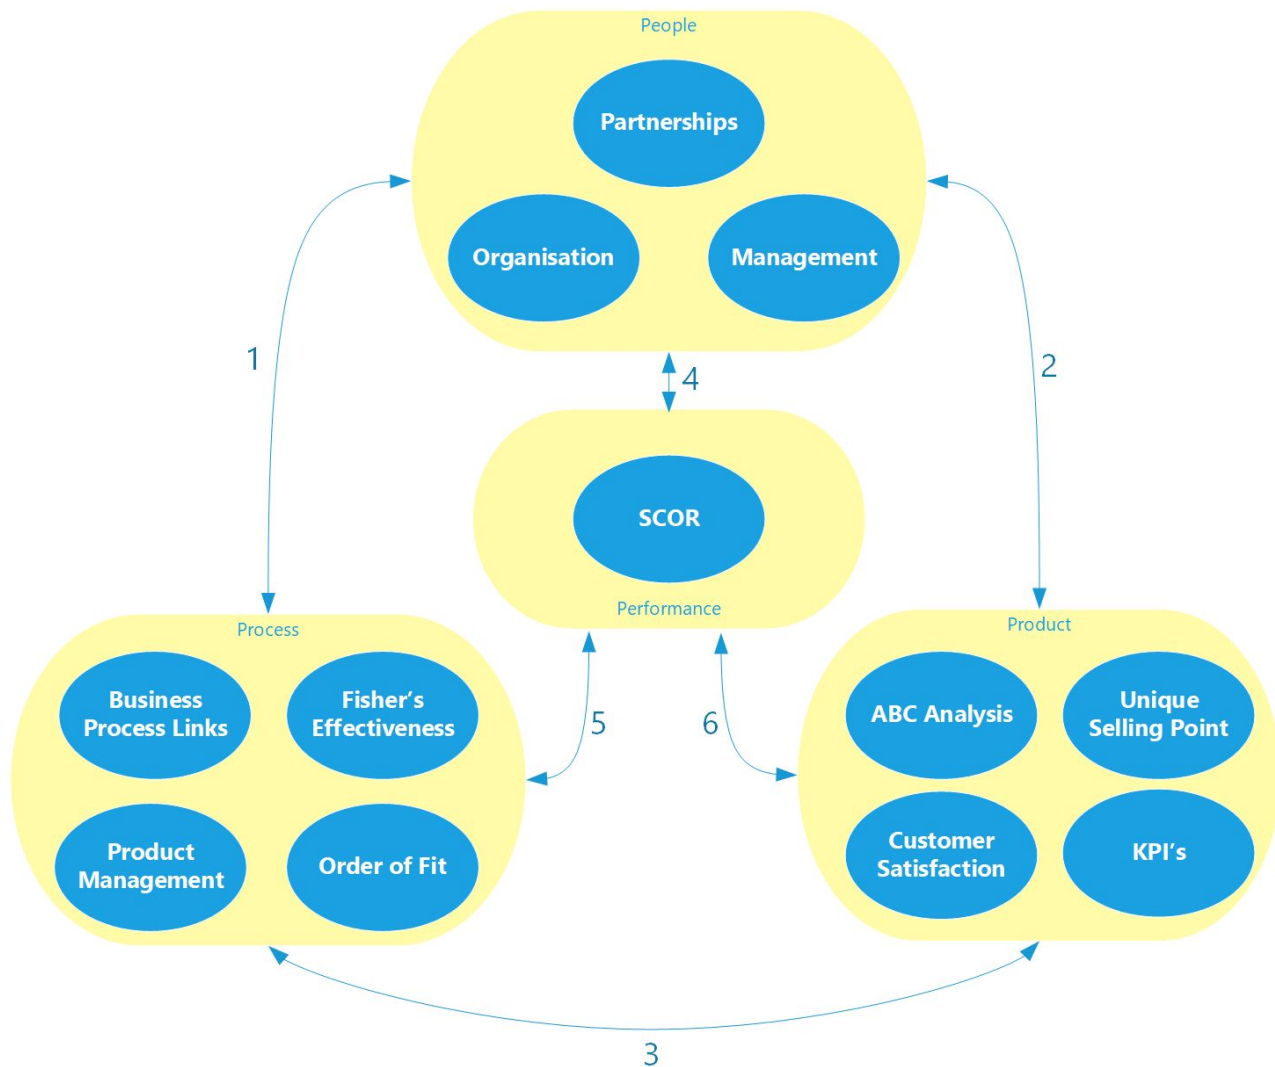 People
Partnerships
Organisation
Management
1
2
4
SCOR
Performance
Process
Product
Business
Process Links
Fisher’s
Effectiveness
5
6
ABC Analysis
Unique
Selling Point
Product
Management
Order of Fit
Customer
Satisfaction
KPI’s
3